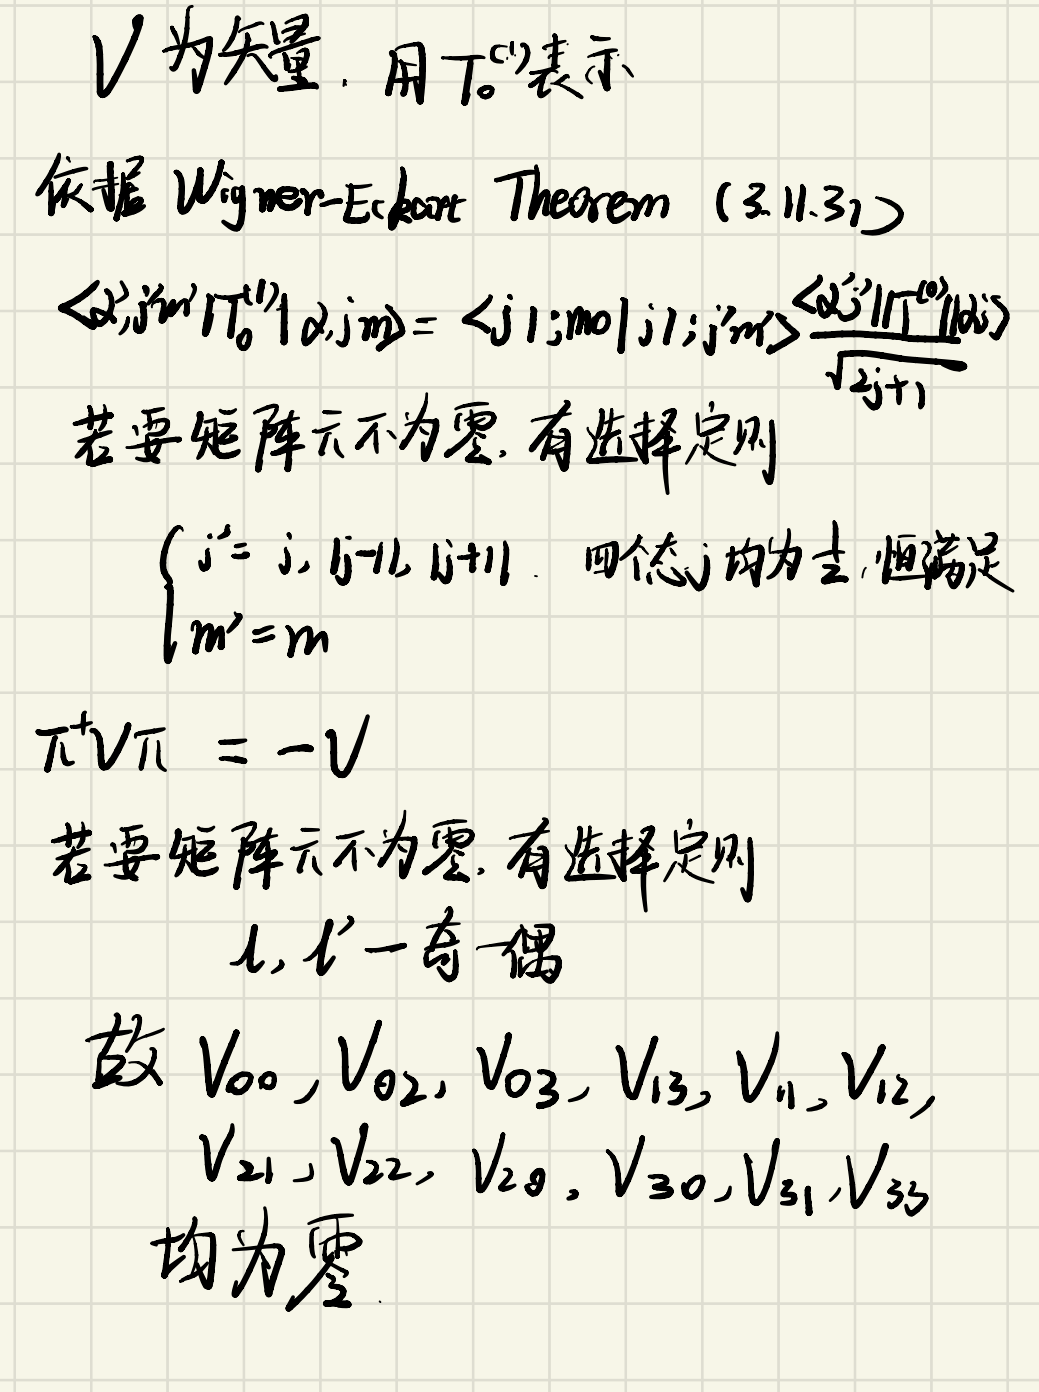 V 为矢量. 用 T₀⁽¹⁾ 表示
依据 Wigner-Eckart Theorem (3.11.31)
<α',j'm'|T₀⁽¹⁾|α,jm> = <j1;m0|j1;j'm'> <α'j'||T⁽⁰⁾||αj> / √2j+1
若要矩阵元不为零. 有选择定则
{ j' = j, |j-1|, |j+1| . 四个态 j 均为 1/2, 恒满足
m' = m
π⁺Vπ = -V
若要矩阵元不为零. 有选择定则
l, l' 一奇一偶
故 V₀₀, V₀₂, V₀₃, V₁₃, V₁₁, V₁₂,
V₂₁, V₂₂, V₂₀, V₃₀, V₃₁, V₃₃
均为零.